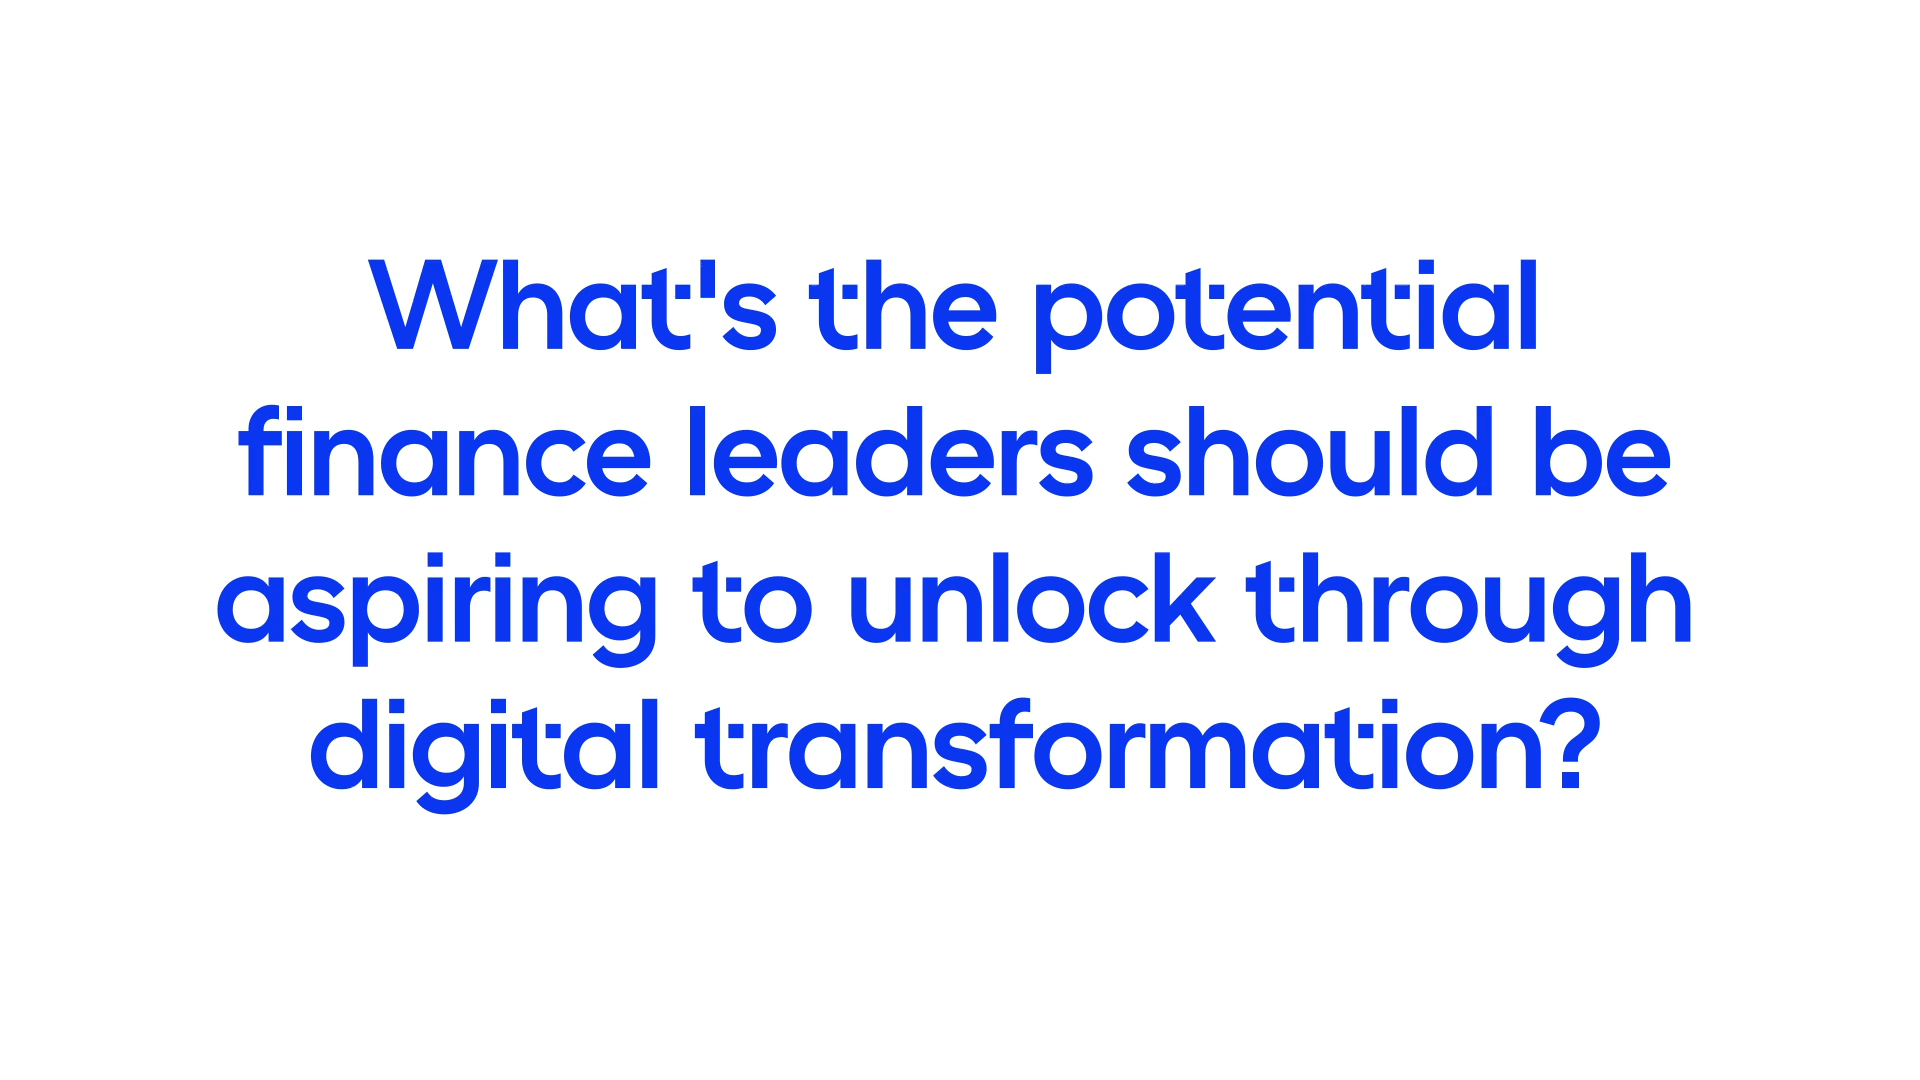 What's the potential
finance leaders should be
aspiring to unlock through
digital transformation?